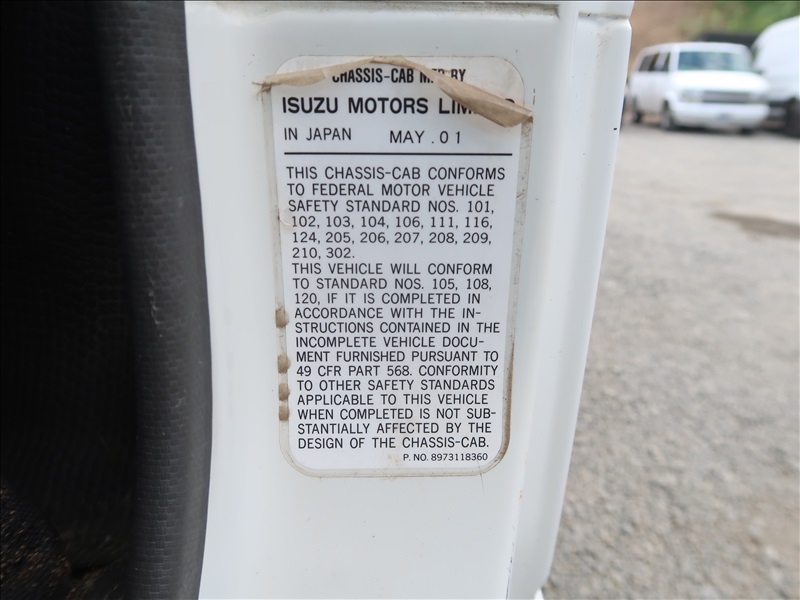 CHASSIS-CAB MFD BY
ISUZU MOTORS
IN JAPAN MAY . 01
THIS CHASSIS-CAB CONFORMS
TO FEDERAL MOTOR VEHICLE
SAFETY STANDARD NOS. 101,
102, 103, 104, 106, 111, 116,
124, 205, 206, 207, 208, 209,
210, 302.
THIS VEHICLE WILL CONFORM
TO STANDARD NOS. 105, 108,
120, IF IT IS COMPLETED IN
ACCORDANCE WITH THE IN-
STRUCTIONS CONTAINED IN THE
INCOMPLETE VEHICLE DOCU-
MENT FURNISHED PURSUANT TO
49 CFR PART 568. CONFORMITY
TO OTHER SAFETY STANDARDS
APPLICABLE TO THIS VEHICLE
WHEN COMPLETED IS NOT SUB-
STANTIALLY AFFECTED BY THE
DESIGN OF THE CHASSIS-CAB.
P. NO. 8973118360